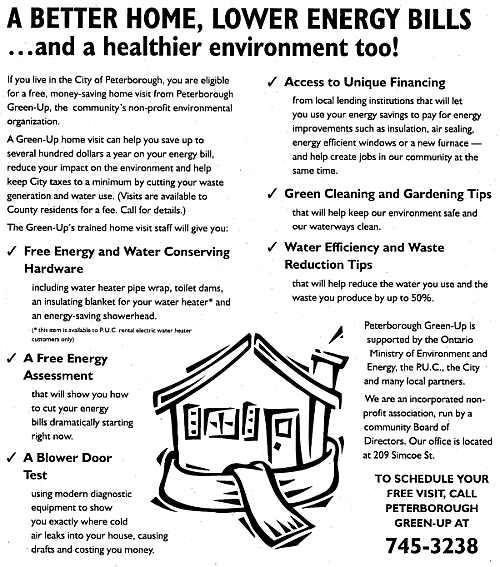 A BETTER HOME, LOWER ENERGY BILLS
...and a healthier environment too!
If you live in the City of Peterborough, you are eligible
for a free, money-saving home visit from Peterborough
Green-Up, the community's non-profit environmental
organization.
A Green-Up home visit can help you save up to
several hundred dollars a year on your energy bill,
reduce your impact on the environment and help
keep City taxes to a minimum by cutting your waste
generation and water use. (Visits are available to
County residents for a fee. Call for details.)
The Green-Up's trained home visit staff will give you:
✓ Free Energy and Water Conserving
Hardware
including water heater pipe wrap, toilet dams,
an insulating blanket for your water heater* and
an energy-saving showerhead.
(* this item is available to P.U.C. rental electric water heater
customers only)
✓ A Free Energy
Assessment
that will show you how
to cut your energy
bills dramatically starting
right now.
✓ A Blower Door
Test
using modern diagnostic
equipment to show
you exactly where cold
air leaks into your house, causing
drafts and costing you money.
✓ Access to Unique Financing
from local lending institutions that will let
you use your energy savings to pay for energy
improvements such as insulation, air sealing,
energy efficient windows or a new furnace —
and help create jobs in our community at the
same time.
✓ Green Cleaning and Gardening Tips
that will help keep our environment safe and
our waterways clean.
✓ Water Efficiency and Waste
Reduction Tips
that will help reduce the water you use and the
waste you produce by up to 50%.
Peterborough Green-Up is
supported by the Ontario
Ministry of Environment and
Energy, the P.U.C., the City
and many local partners.
We are an incorporated non-
profit association, run by a
community Board of
Directors. Our office is located
at 209 Simcoe St.
TO SCHEDULE YOUR
FREE VISIT, CALL
PETERBOROUGH
GREEN-UP AT
745-3238